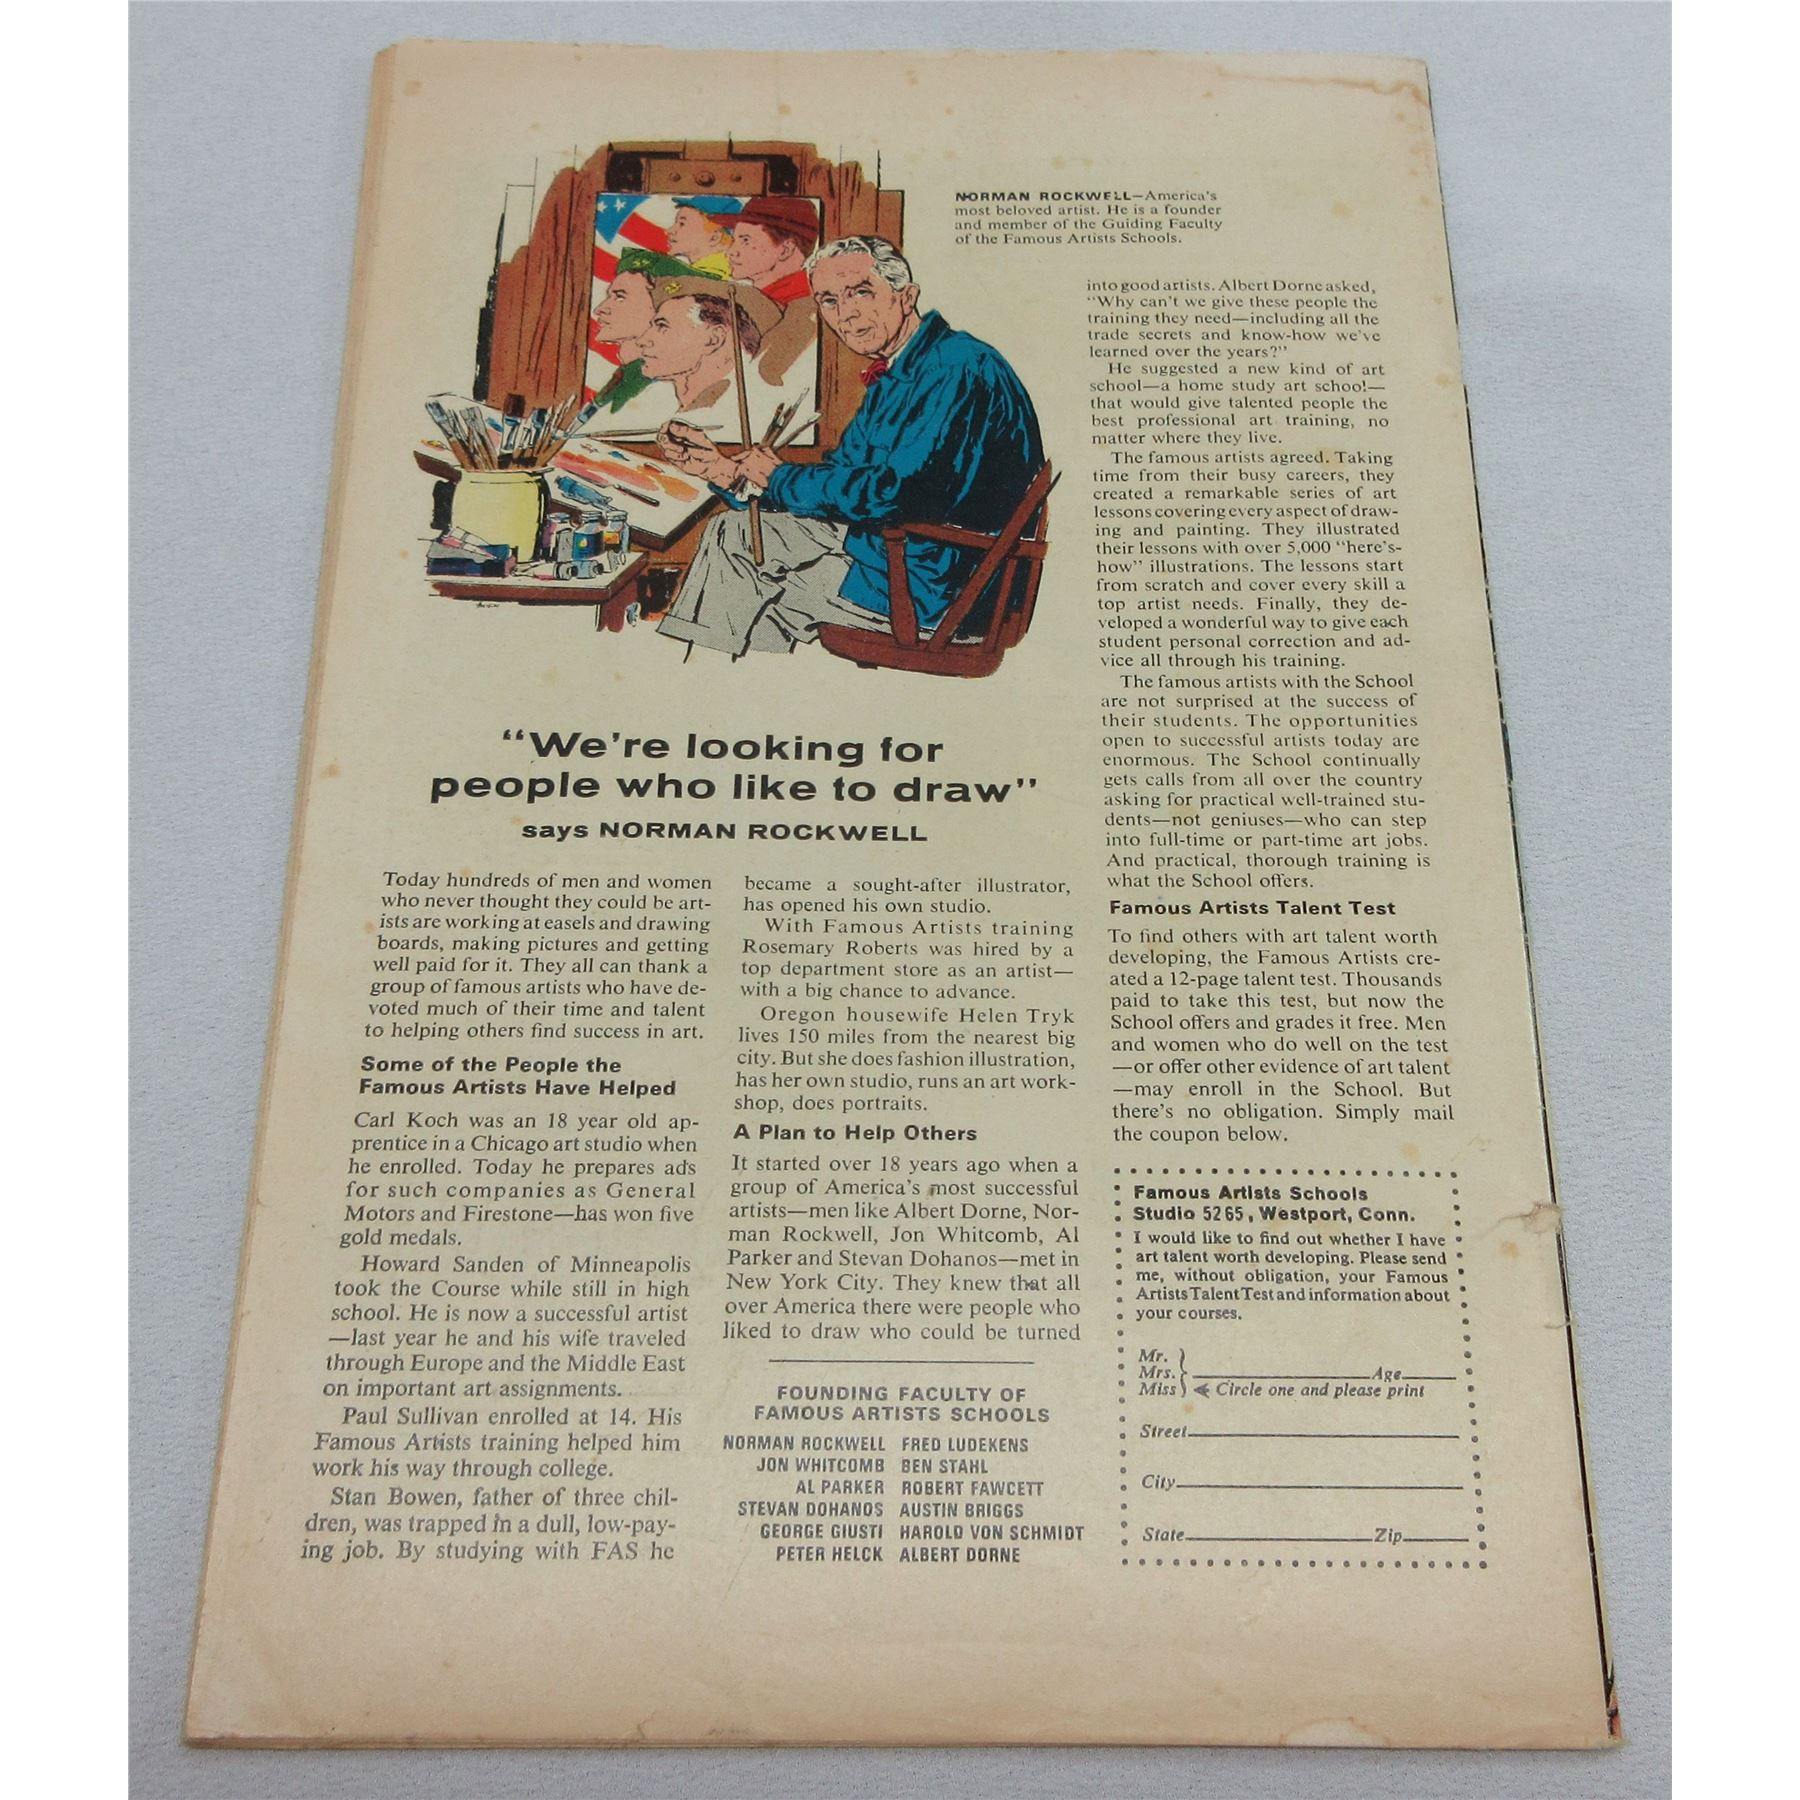 NORMAN ROCKWELL—America's
most beloved artist. He is a founder
and member of the Guiding Faculty
of the Famous Artists Schools.
"We're looking for
people who like to draw"
says NORMAN ROCKWELL
Today hundreds of men and women
who never thought they could be art-
ists are working at easels and drawing
boards, making pictures and getting
well paid for it. They all can thank a
group of famous artists who have de-
voted much of their time and talent
to helping others find success in art.
Some of the People the
Famous Artists Have Helped
Carl Koch was an 18 year old ap-
prentice in a Chicago art studio when
he enrolled. Today he prepares ads
for such companies as General
Motors and Firestone—has won five
gold medals.
Howard Sanden of Minneapolis
took the Course while still in high
school. He is now a successful artist
—last year he and his wife traveled
through Europe and the Middle East
on important art assignments.
Paul Sullivan enrolled at 14. His
Famous Artists training helped him
work his way through college.
Stan Bowen, father of three chil-
dren, was trapped in a dull, low-pay-
ing job. By studying with FAS he
became a sought-after illustrator,
has opened his own studio.
With Famous Artists training
Rosemary Roberts was hired by a
top department store as an artist—
with a big chance to advance.
Oregon housewife Helen Tryk
lives 150 miles from the nearest big
city. But she does fashion illustration,
has her own studio, runs an art work-
shop, does portraits.
A Plan to Help Others
It started over 18 years ago when a
group of America's most successful
artists—men like Albert Dorne, Nor-
man Rockwell, Jon Whitcomb, Al
Parker and Stevan Dohanos—met in
New York City. They knew that all
over America there were people who
liked to draw who could be turned
into good artists. Albert Dorne asked,
"Why can't we give these people the
training they need—including all the
trade secrets and know-how we've
learned over the years?"
He suggested a new kind of art
school—a home study art school—
that would give talented people the
best professional art training, no
matter where they live.
The famous artists agreed. Taking
time from their busy careers, they
created a remarkable series of art
lessons covering every aspect of draw-
ing and painting. They illustrated
their lessons with over 5,000 "here's-
how" illustrations. The lessons start
from scratch and cover every skill a
top artist needs. Finally, they de-
veloped a wonderful way to give each
student personal correction and ad-
vice all through his training.
The famous artists with the School
are not surprised at the success of
their students. The opportunities
open to successful artists today are
enormous. The School continually
gets calls from all over the country
asking for practical well-trained stu-
dents—not geniuses—who can step
into full-time or part-time art jobs.
And practical, thorough training is
what the School offers.
Famous Artists Talent Test
To find others with art talent worth
developing, the Famous Artists cre-
ated a 12-page talent test. Thousands
paid to take this test, but now the
School offers and grades it free. Men
and women who do well on the test
—or offer other evidence of art talent
—may enroll in the School. But
there's no obligation. Simply mail
the coupon below.
FOUNDING FACULTY OF
FAMOUS ARTISTS SCHOOLS
NORMAN ROCKWELL FRED LUDEKENS
JON WHITCOMB BEN STAHL
AL PARKER ROBERT FAWCETT
STEVAN DOHANOS AUSTIN BRIGGS
GEORGE GIUSTI HAROLD VON SCHMIDT
PETER HELCK ALBERT DORNE
Famous Artists Schools
Studio 5265, Westport, Conn.
I would like to find out whether I have
art talent worth developing. Please send
me, without obligation, your Famous
Artists Talent Test and information about
your courses.
Mr.
Mrs. Age
Miss Circle one and please print
Street
City
State Zip